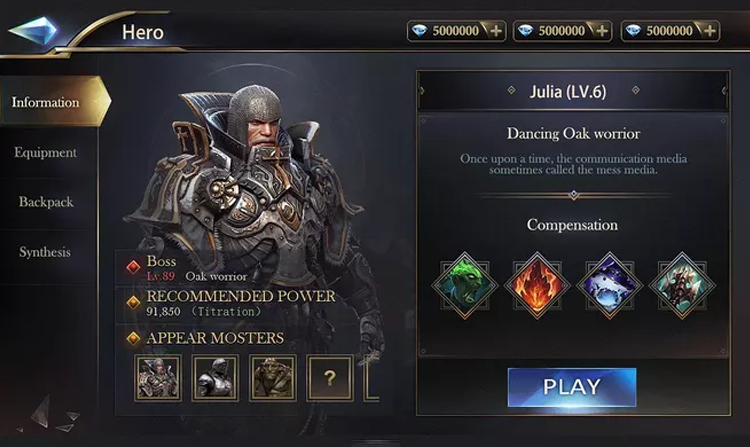 Hero
5000000
5000000
5000000
Information
Equipment
Backpack
Synthesis
Boss
Lv.89 Oak worrior
RECOMMENDED POWER
91,850 (Titration)
APPEAR MOSTERS
?
Julia (LV.6)
Dancing Oak worrior
Once upon a time, the communication media
sometimes called the mess media.
Compensation
PLAY